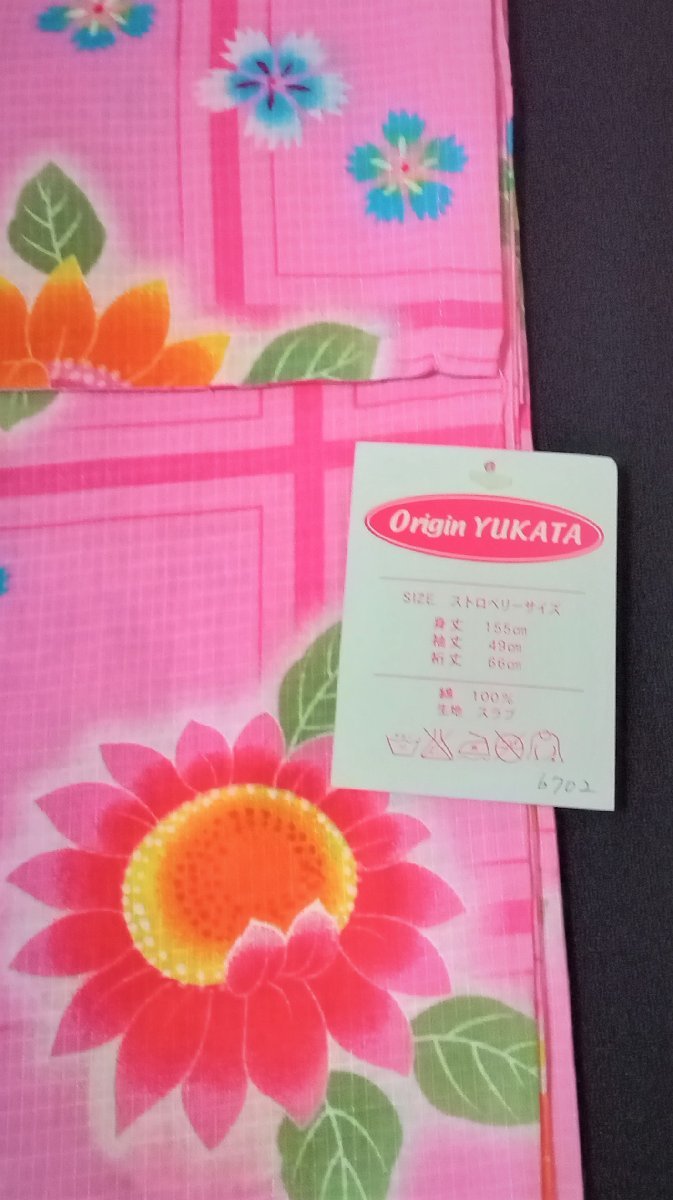 Origin YUKATA
SIZE ストロベリーサイズ
身丈 155㎝
袖丈 49㎝
裄丈 66㎝
綿 100%
生地 スラブ
6702